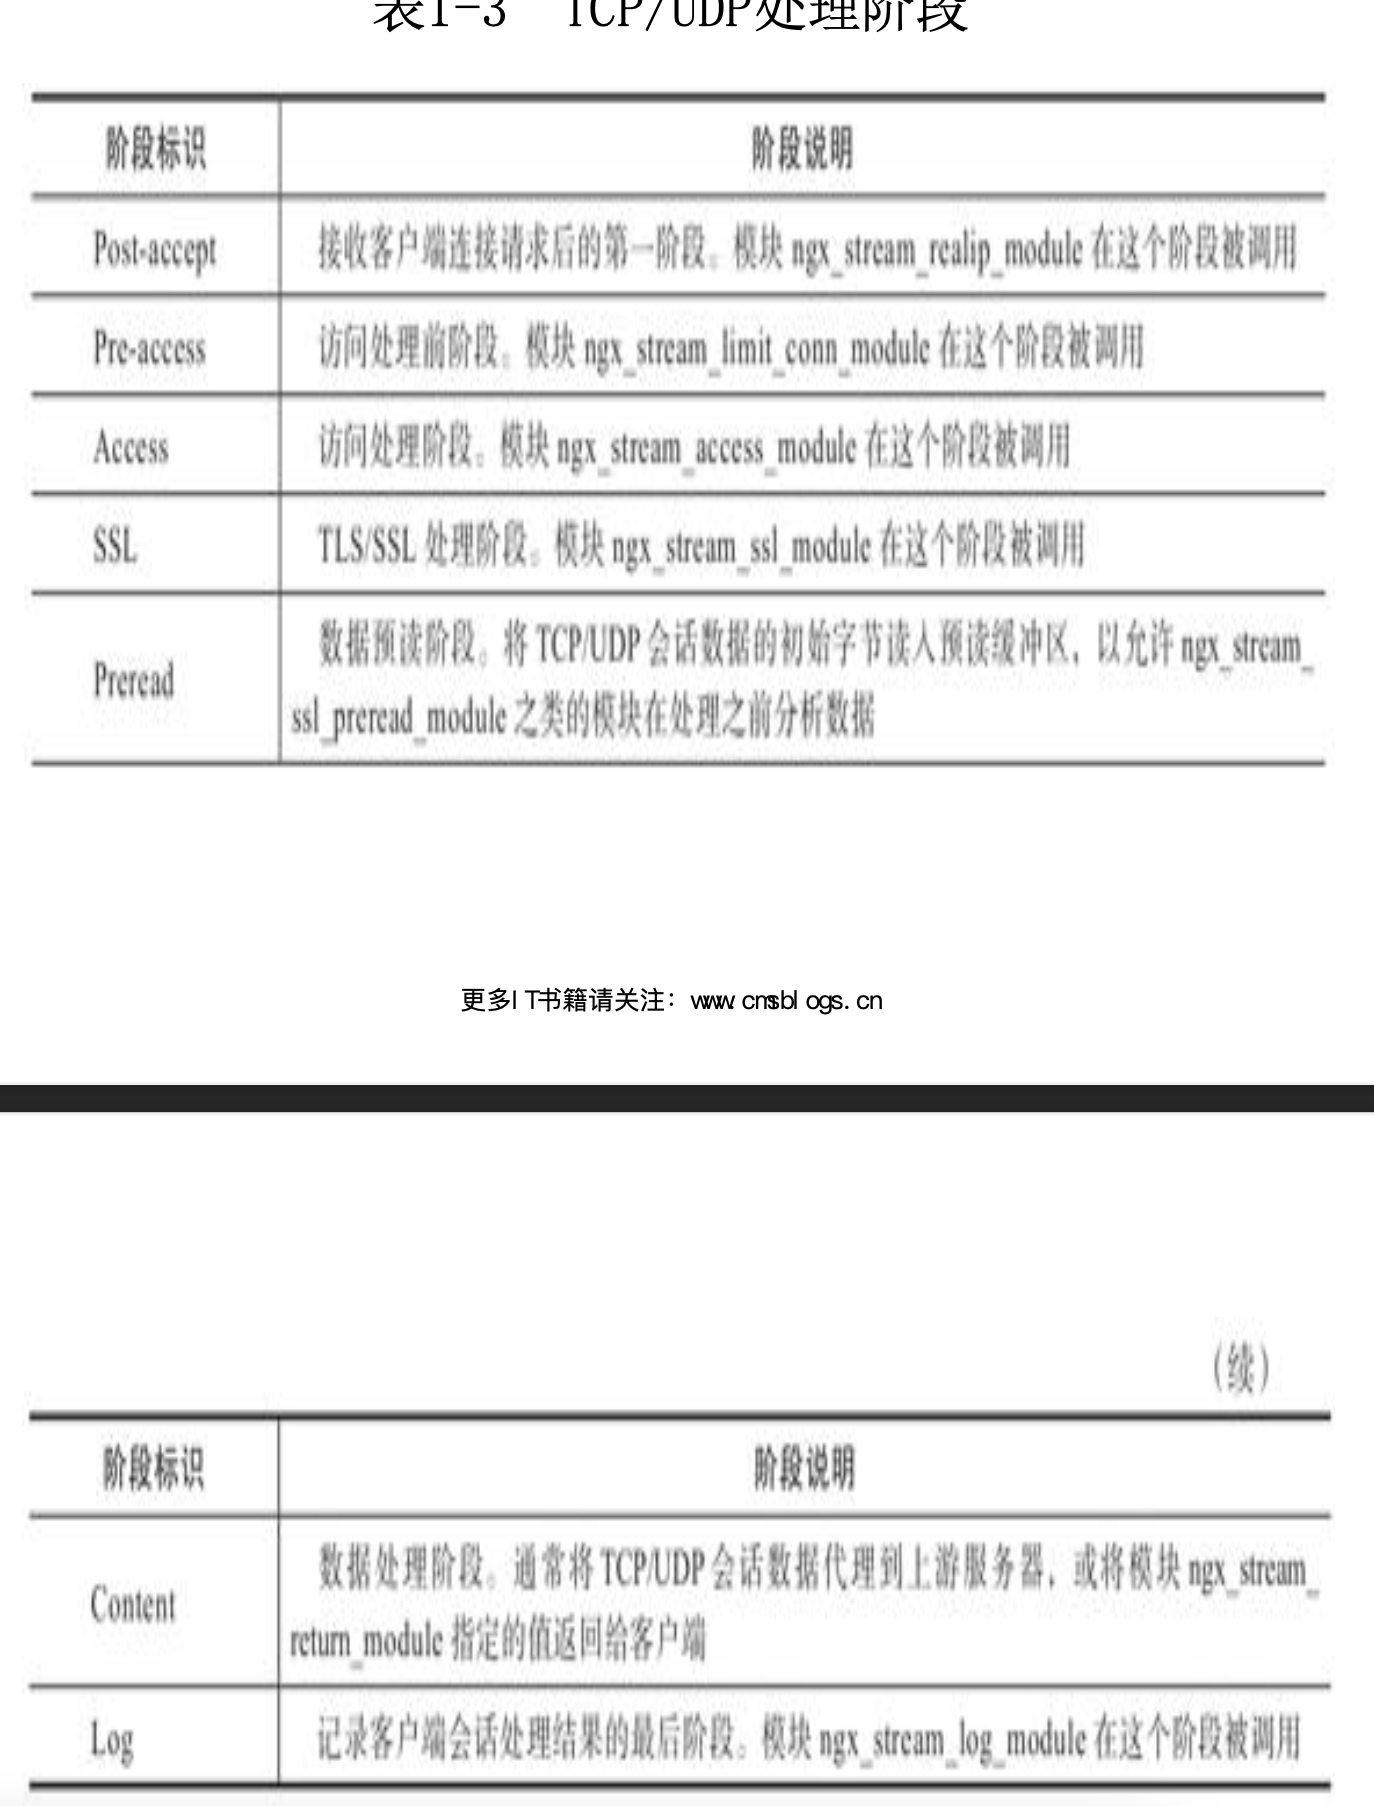 表1-3 TCP/UDP处理阶段
阶段标识 阶段说明
Post-accept 接收客户端连接请求后的第一阶段。模块 ngx_stream_realip_module 在这个阶段被调用
Pre-access 访问处理前阶段。模块 ngx_stream_limit_conn_module 在这个阶段被调用
Access 访问处理阶段。模块 ngx_stream_access_module 在这个阶段被调用
SSL TLS/SSL 处理阶段。模块 ngx_stream_ssl_module 在这个阶段被调用
Preread 数据预读阶段。将 TCP/UDP 会话数据的初始字节读入预读缓冲区，以允许 ngx_stream_
ssl_preread_module 之类的模块在处理之前分析数据
更多IT书籍请关注：www.cmsblogs.cn
（续）
阶段标识 阶段说明
Content 数据处理阶段。通常将 TCP/UDP 会话数据代理到上游服务器，或将模块 ngx_stream_
return_module 指定的值返回给客户端
Log 记录客户端会话处理结果的最后阶段。模块 ngx_stream_log_module 在这个阶段被调用